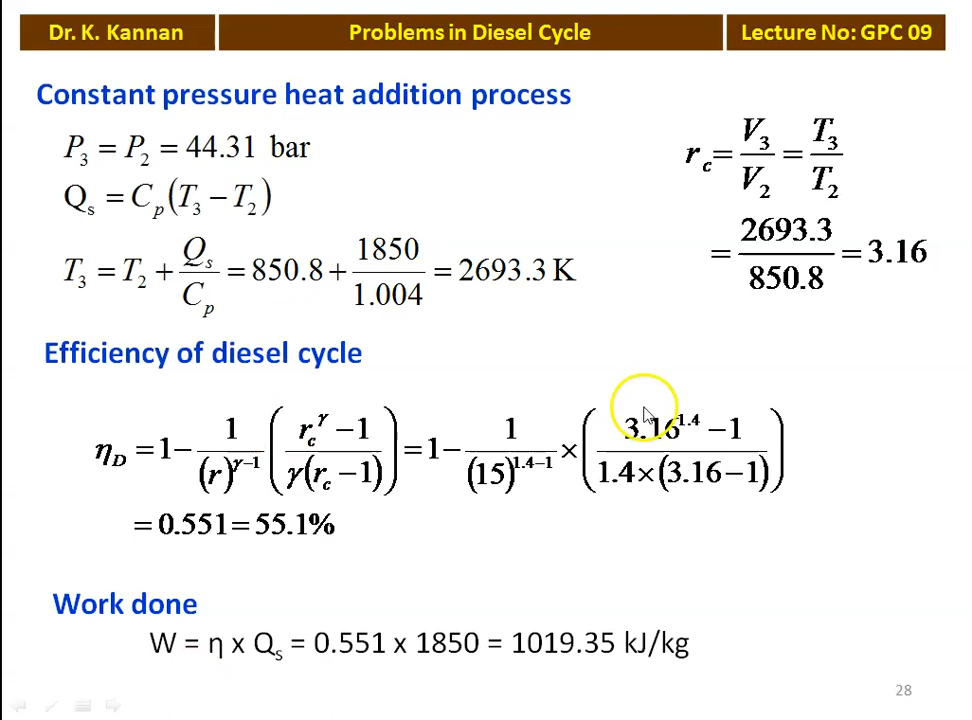 Dr. K. Kannan
Problems in Diesel Cycle
Lecture No: GPC 09
Constant pressure heat addition process
P₃ = P₂ = 44.31 bar
Qₛ = Cₚ(T₃ − T₂)
T₃ = T₂ + Qₛ/Cₚ = 850.8 + 1850/1.004 = 2693.3 K
r_c = V₃/V₂ = T₃/T₂
= 2693.3/850.8 = 3.16
Efficiency of diesel cycle
η_D = 1 − 1/(r)^(γ−1) ((r_c^γ − 1)/(γ(r_c − 1))) = 1 − 1/(15)^(1.4−1) × ((3.16^1.4 − 1)/(1.4×(3.16−1)))
= 0.551 = 55.1%
Work done
W = η x Qₛ = 0.551 x 1850 = 1019.35 kJ/kg
28